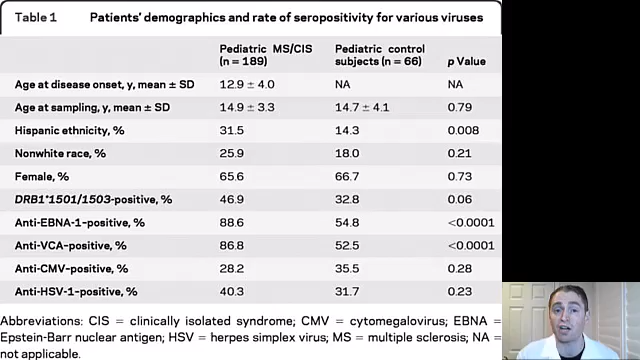 Table 1 Patients' demographics and rate of seropositivity for various viruses
Pediatric MS/CIS (n = 189) Pediatric control subjects (n = 66) p Value
Age at disease onset, y, mean ± SD 12.9 ± 4.0 NA NA
Age at sampling, y, mean ± SD 14.9 ± 3.3 14.7 ± 4.1 0.79
Hispanic ethnicity, % 31.5 14.3 0.008
Nonwhite race, % 25.9 18.0 0.21
Female, % 65.6 66.7 0.73
DRB1*1501/1503-positive, % 46.9 32.8 0.06
Anti-EBNA-1-positive, % 88.6 54.8 <0.0001
Anti-VCA-positive, % 86.8 52.5 <0.0001
Anti-CMV-positive, % 28.2 35.5 0.28
Anti-HSV-1-positive, % 40.3 31.7 0.23
Abbreviations: CIS = clinically isolated syndrome; CMV = cytomegalovirus; EBNA =
Epstein-Barr nuclear antigen; HSV = herpes simplex virus; MS = multiple sclerosis; NA =
not applicable.